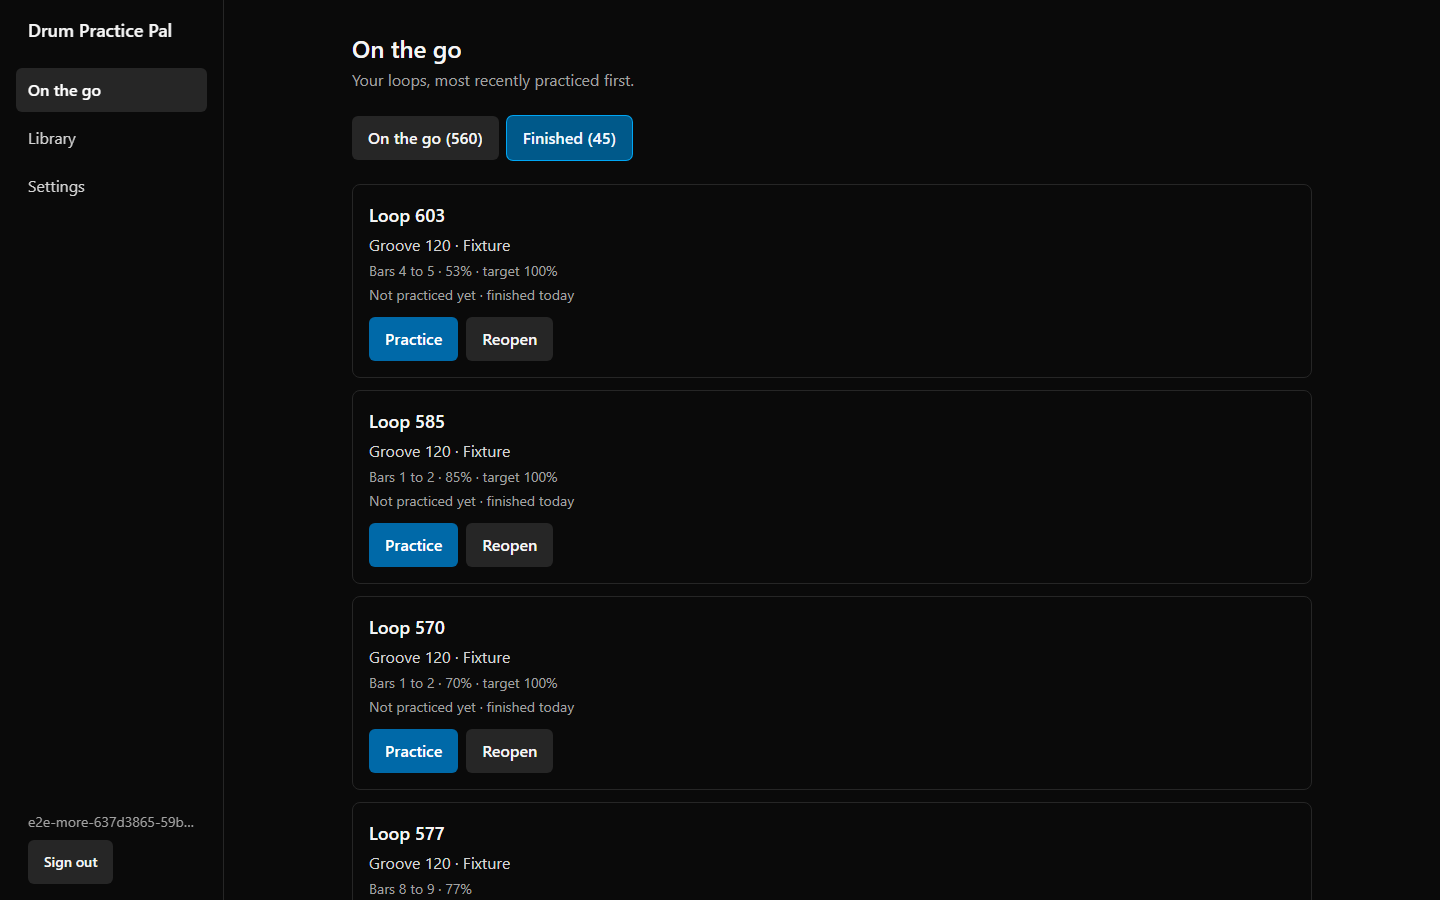 Drum Practice Pal
On the go
Library
Settings
e2e-more-637d3865-59b...
Sign out
On the go
Your loops, most recently practiced first.
On the go (560)
Finished (45)
Loop 603
Groove 120 · Fixture
Bars 4 to 5 · 53% · target 100%
Not practiced yet · finished today
Practice
Reopen
Loop 585
Groove 120 · Fixture
Bars 1 to 2 · 85% · target 100%
Not practiced yet · finished today
Practice
Reopen
Loop 570
Groove 120 · Fixture
Bars 1 to 2 · 70% · target 100%
Not practiced yet · finished today
Practice
Reopen
Loop 577
Groove 120 · Fixture
Bars 8 to 9 · 77%